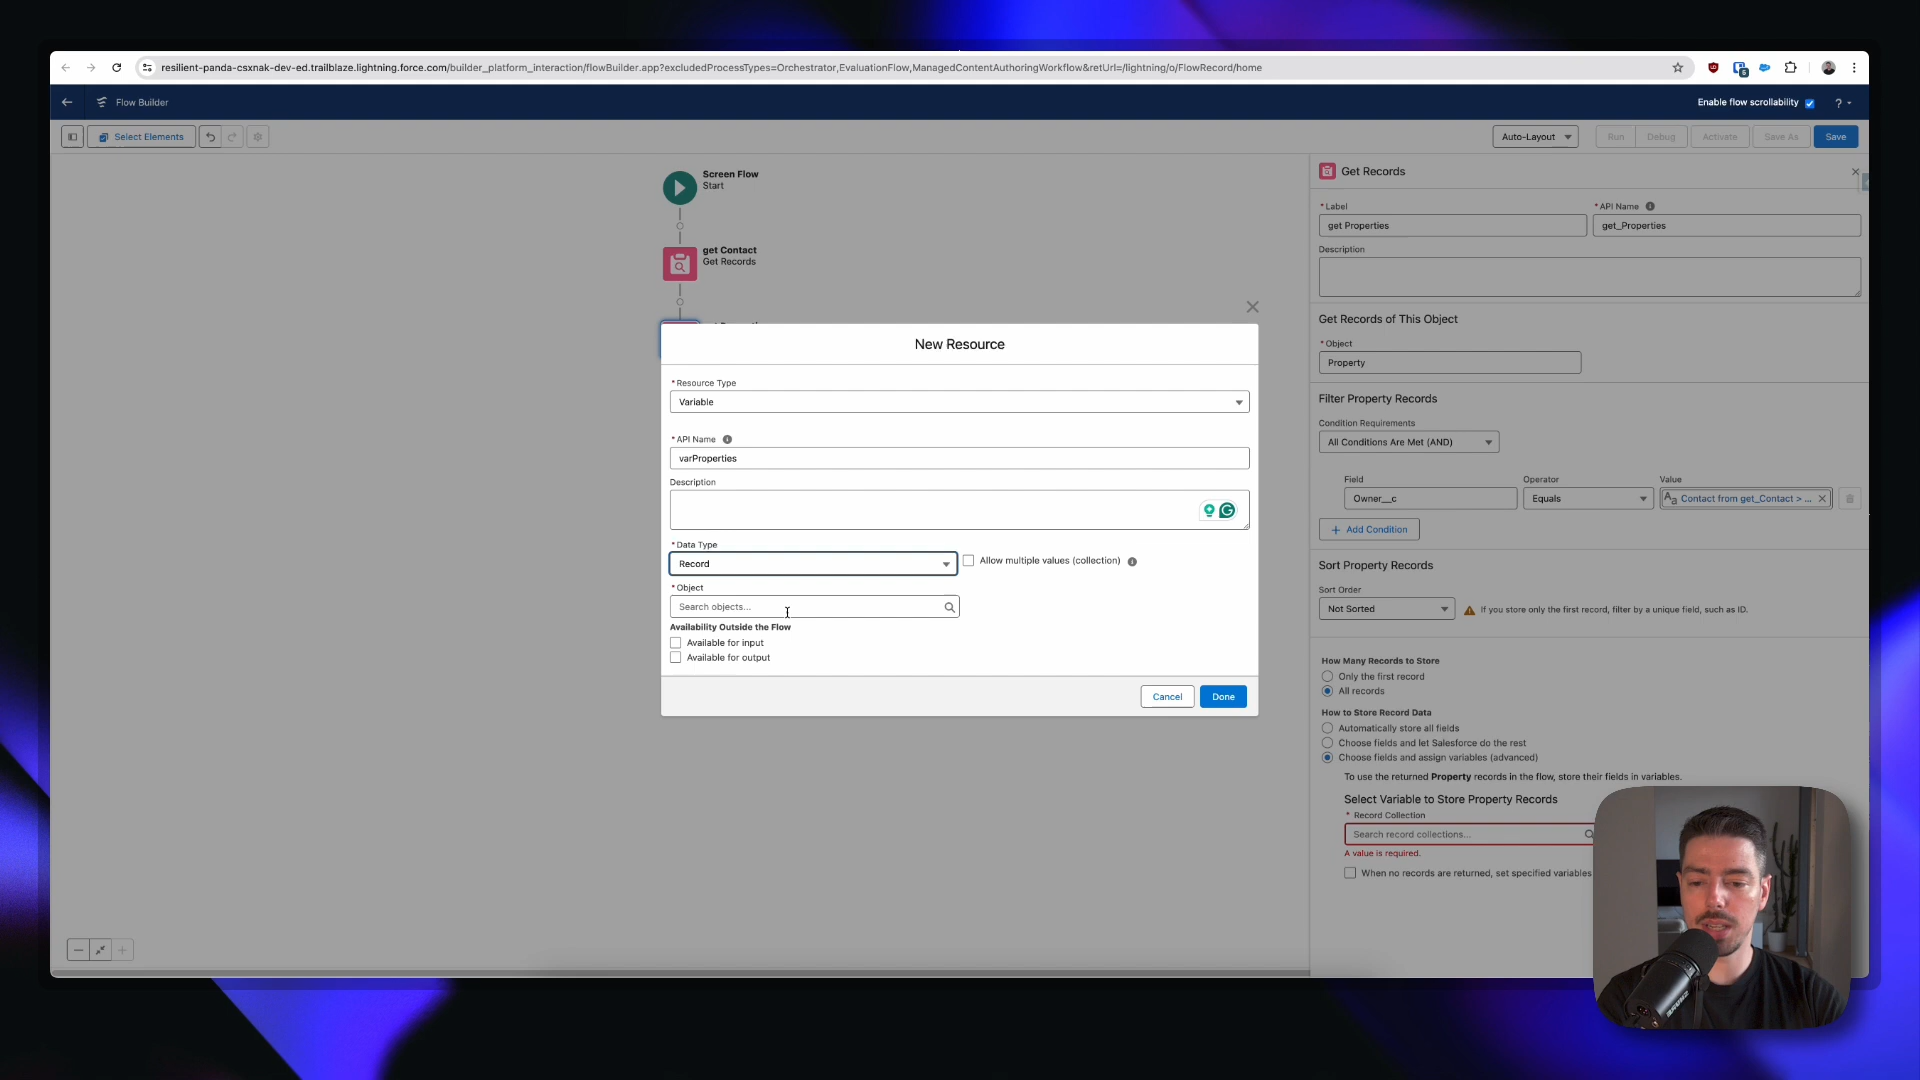 resilient-panda-csxnak-dev-ed.trailblaze.lightning.force.com/builder_platform_interaction/flowBuilder.app?excludedProcessTypes=Orchestrator,EvaluationFlow,ManagedContentAuthoringWorkflow&retUrl=/lightning/o/FlowRecord/home
Flow Builder
Enable flow scrollability
?
Select Elements
Auto-Layout
Run
Debug
Activate
Save As
Save
Screen Flow
Start
get Contact
Get Records
New Resource
* Resource Type
Variable
* API Name
varProperties
Description
* Data Type
Record
Allow multiple values (collection)
* Object
Search objects...
Availability Outside the Flow
Available for input
Available for output
Cancel
Done
Get Records
* Label
* API Name
get Properties
get_Properties
Description
Get Records of This Object
* Object
Property
Filter Property Records
Condition Requirements
All Conditions Are Met (AND)
Field
Operator
Value
Owner__c
Equals
Contact from get_Contact > ...
+ Add Condition
Sort Property Records
Sort Order
Not Sorted
If you store only the first record, filter by a unique field, such as ID.
How Many Records to Store
Only the first record
All records
How to Store Record Data
Automatically store all fields
Choose fields and let Salesforce do the rest
Choose fields and assign variables (advanced)
To use the returned Property records in the flow, store their fields in variables.
Select Variable to Store Property Records
* Record Collection
Search record collections...
A value is required.
When no records are returned, set specified variables